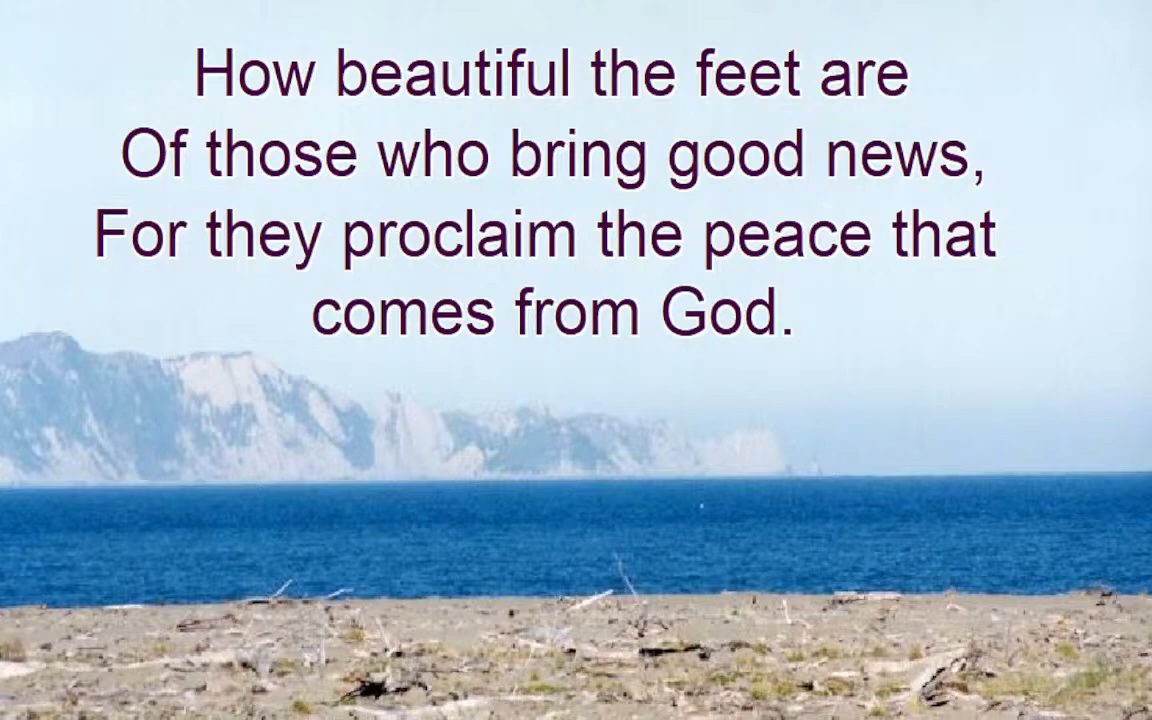 How beautiful the feet are
Of those who bring good news,
For they proclaim the peace that
comes from God.